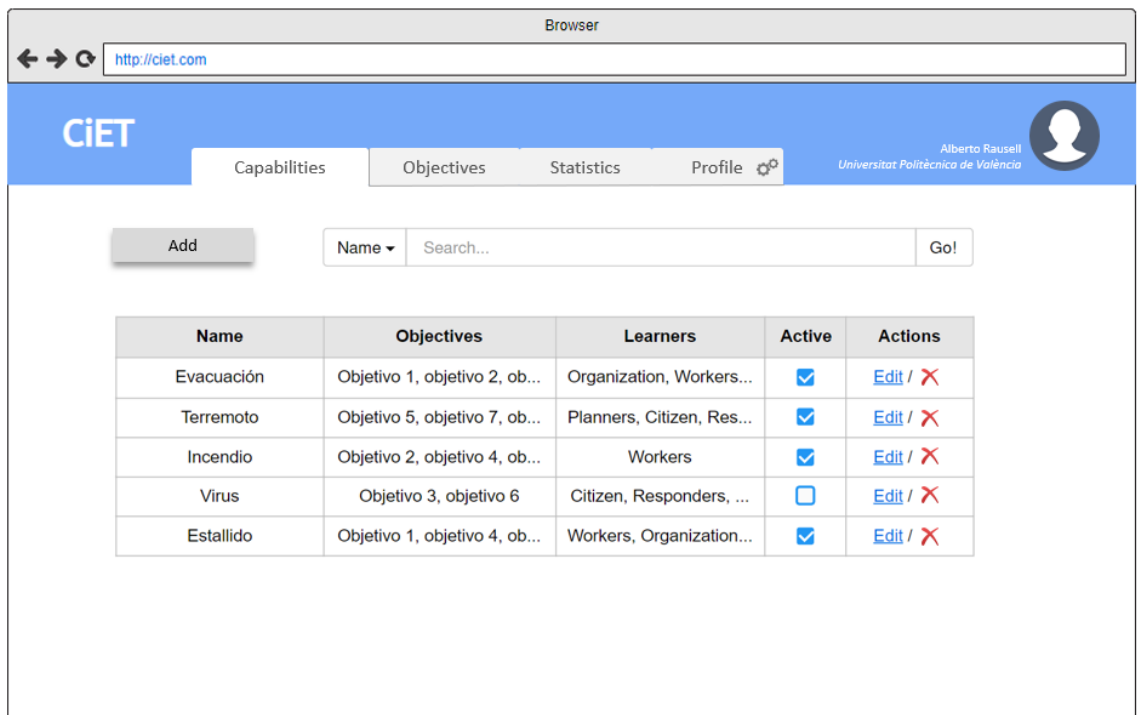 Browser
http://ciet.com
CiET
Capabilities Objectives Statistics Profile
Alberto Rausell
Universitat Politècnica de València
Add Name Search... Go!
Name Objectives Learners Active Actions
Evacuación Objetivo 1, objetivo 2, ob... Organization, Workers... Edit /
Terremoto Objetivo 5, objetivo 7, ob... Planners, Citizen, Res... Edit /
Incendio Objetivo 2, objetivo 4, ob... Workers Edit /
Virus Objetivo 3, objetivo 6 Citizen, Responders, ... Edit /
Estallido Objetivo 1, objetivo 4, ob... Workers, Organization... Edit /